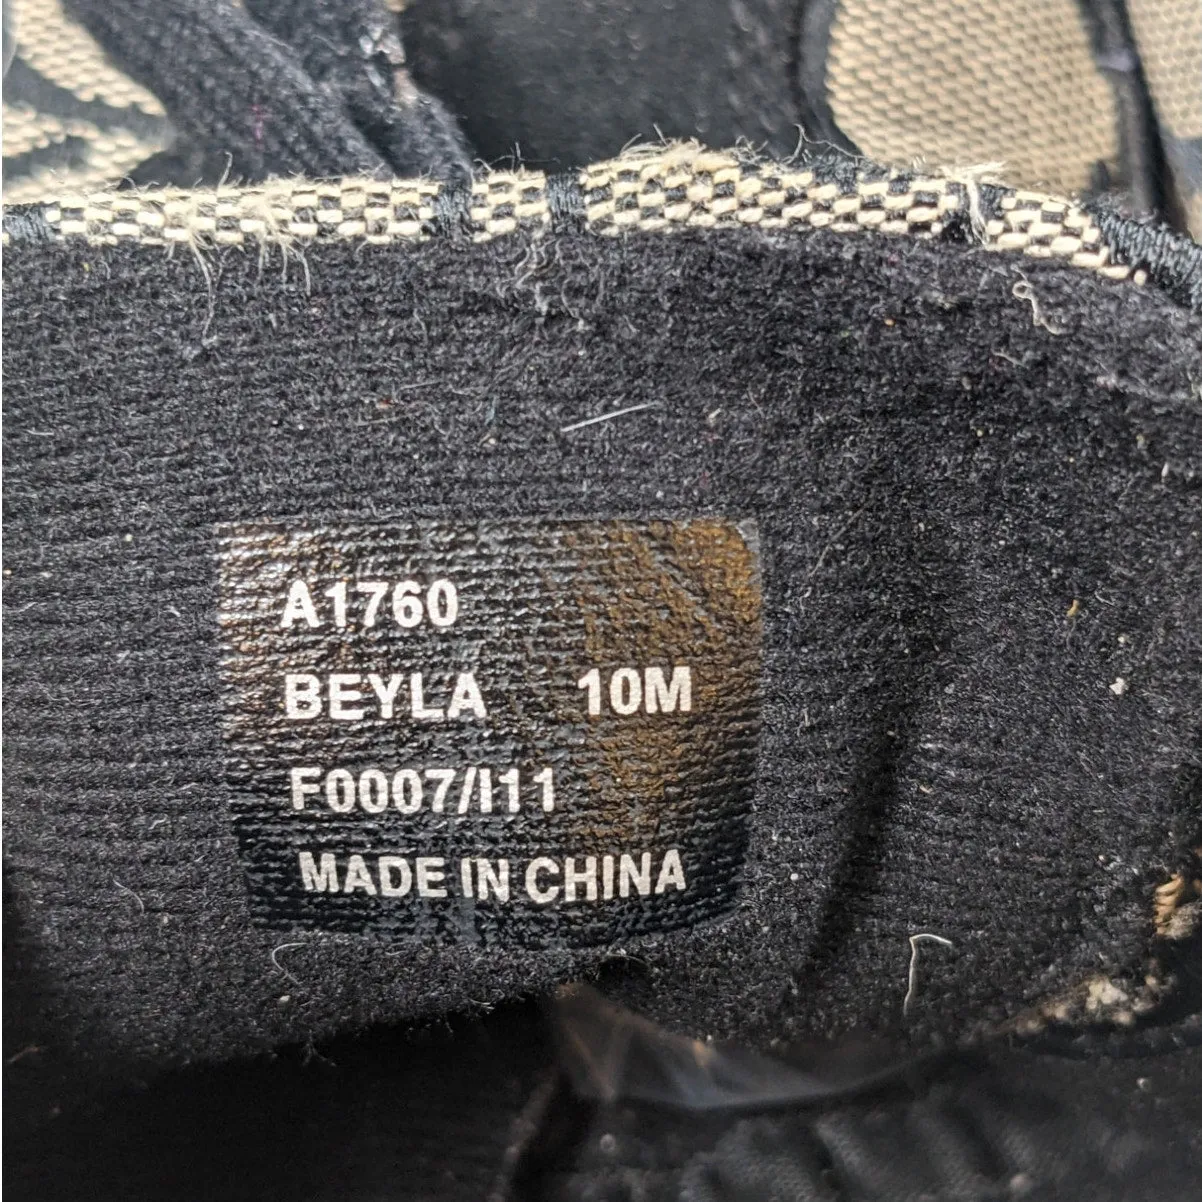 A1760
BEYLA 10M
F0007/I11
MADE IN CHINA